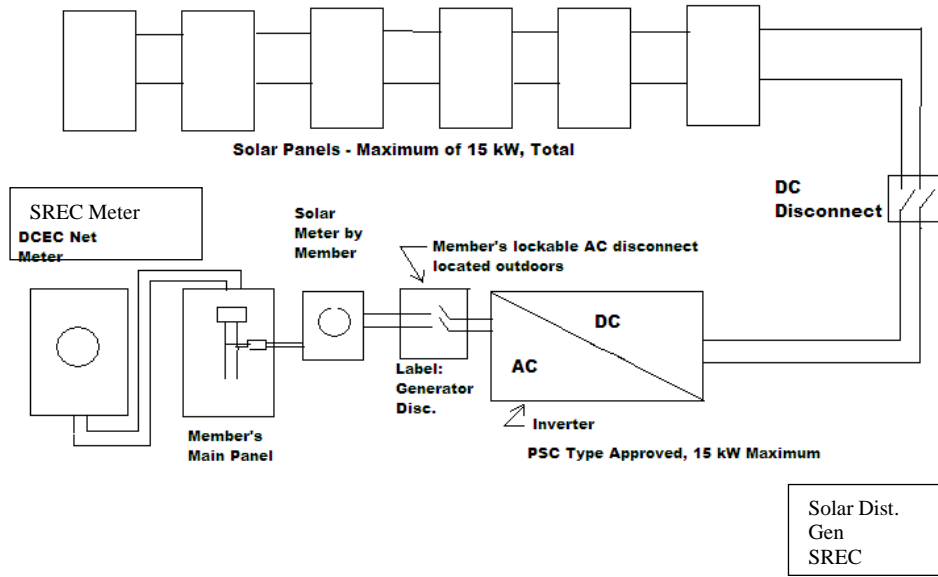 Solar Panels - Maximum of 15 kW, Total
DC
Disconnect
SREC Meter
DCEC Net
Meter
Solar
Meter by
Member
Member's lockable AC disconnect
located outdoors
DC
AC
Label:
Generator
Disc.
Inverter
Member's
Main Panel
PSC Type Approved, 15 kW Maximum
Solar Dist.
Gen
SREC